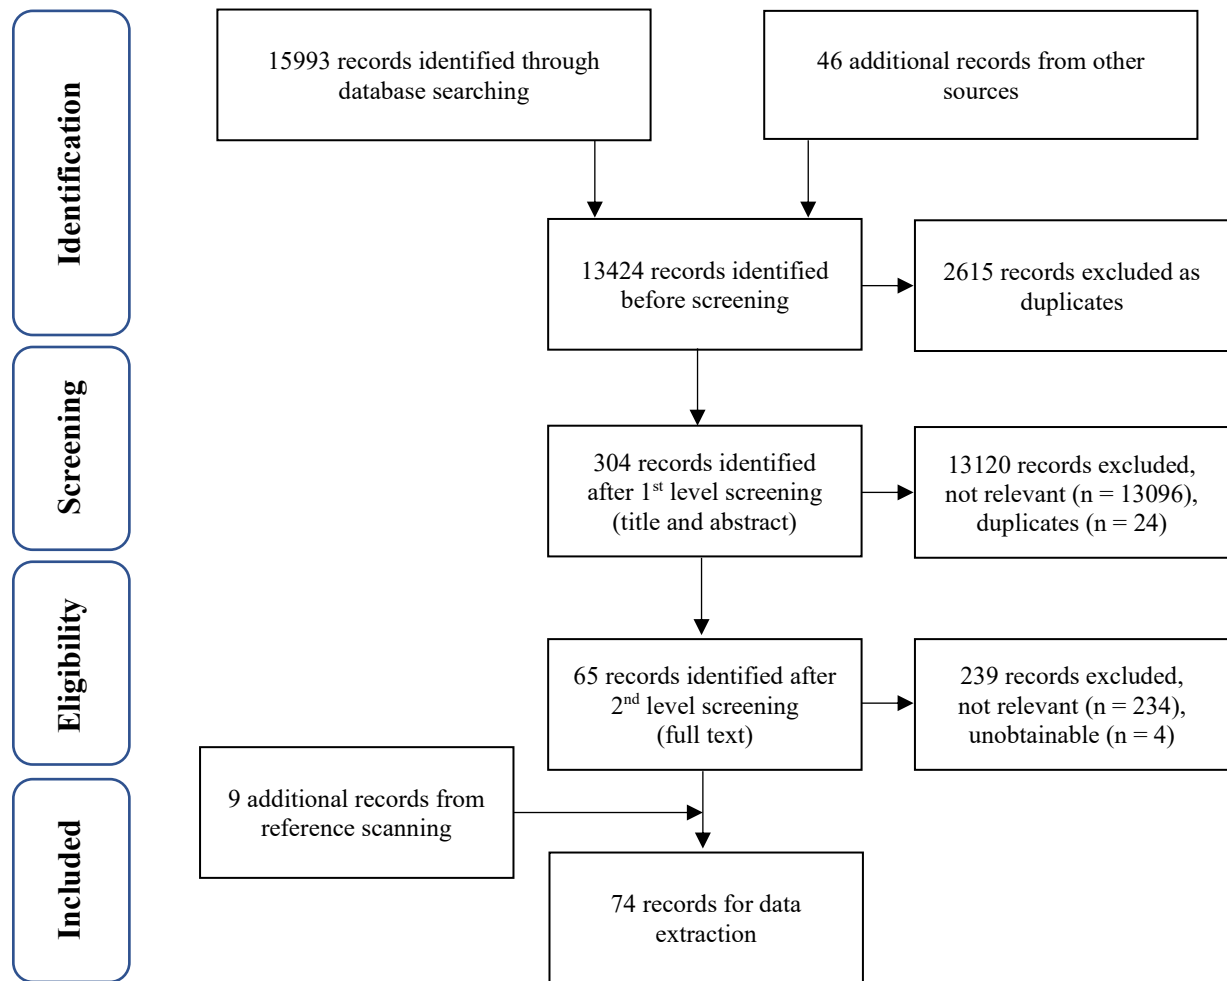 Identification
15993 records identified through
database searching
46 additional records from other
sources
13424 records identified
before screening
2615 records excluded as
duplicates
Screening
304 records identified
after 1st level screening
(title and abstract)
13120 records excluded,
not relevant (n = 13096),
duplicates (n = 24)
Eligibility
65 records identified after
2nd level screening
(full text)
239 records excluded,
not relevant (n = 234),
unobtainable (n = 4)
Included
9 additional records from
reference scanning
74 records for data
extraction